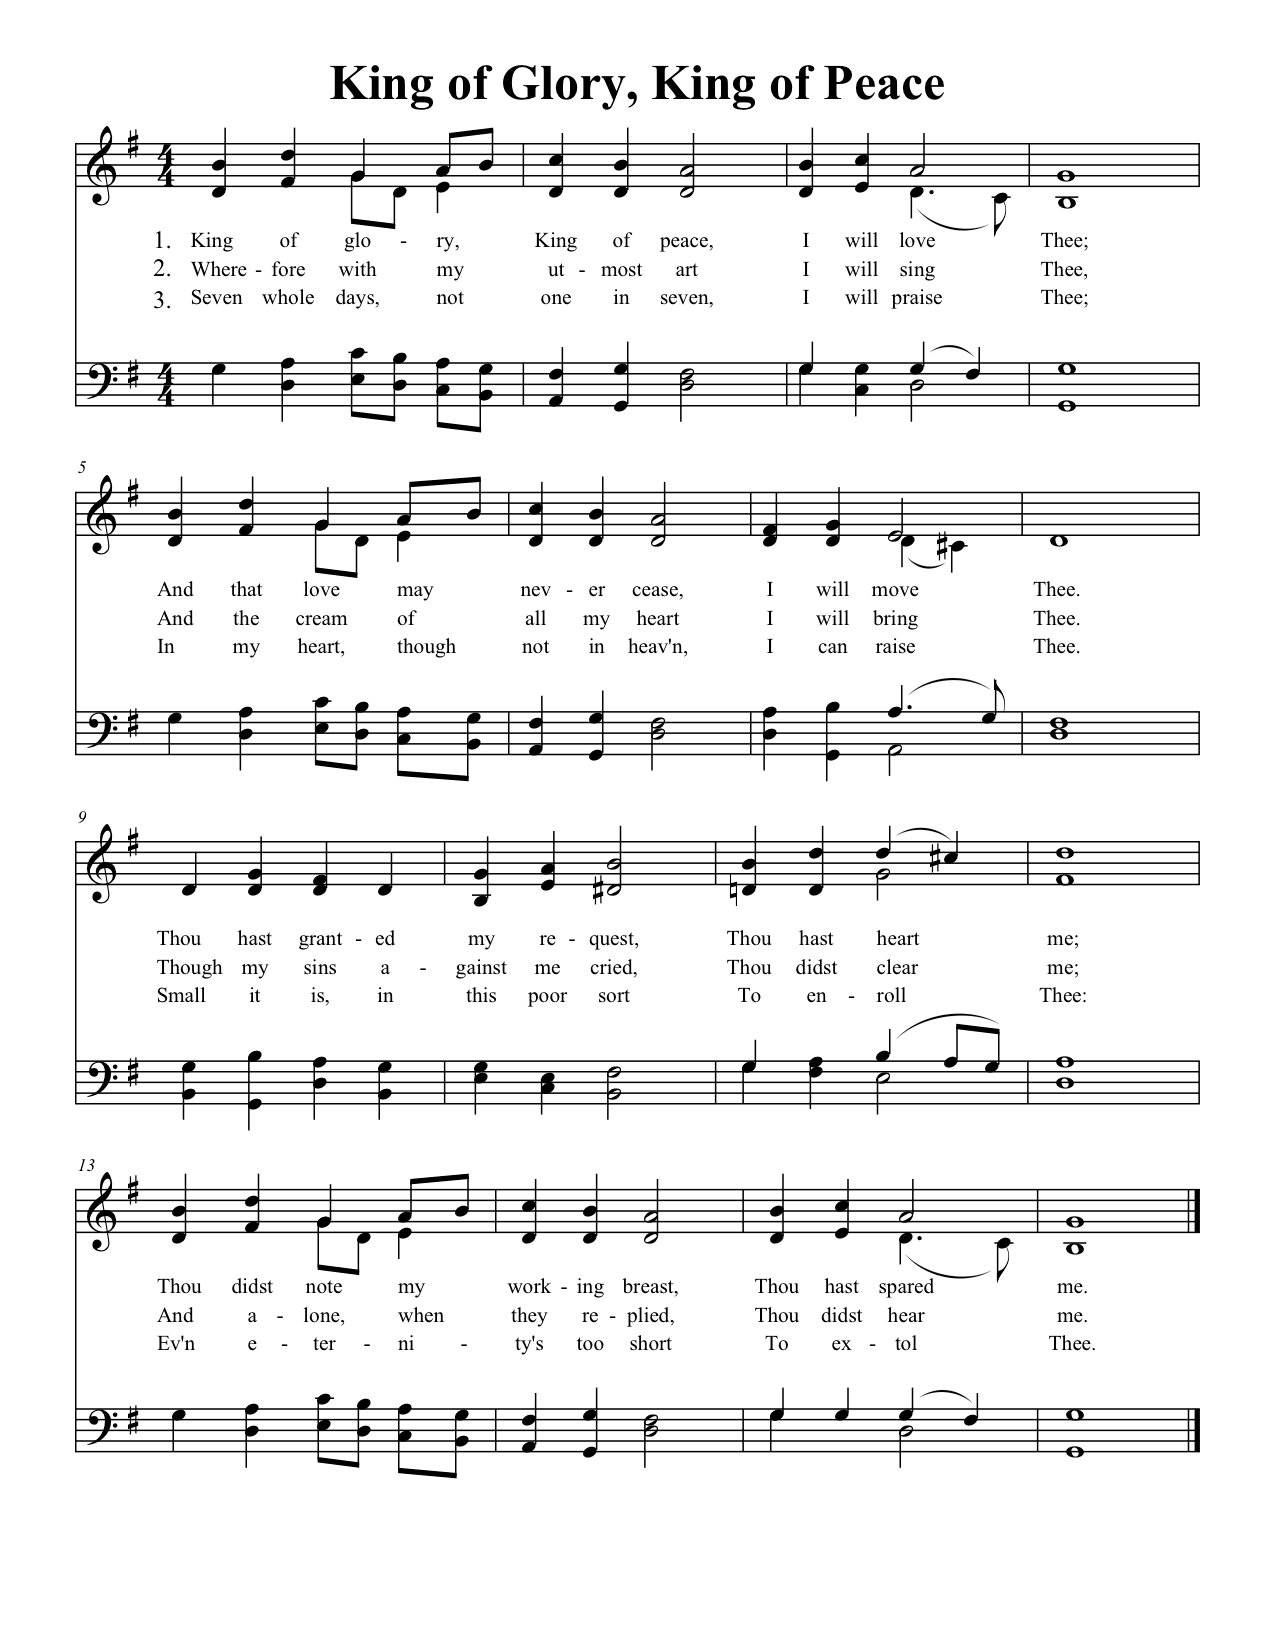 King of Glory, King of Peace
1. King of glo - ry, King of peace, I will love Thee;
2. Where - fore with my ut - most art I will sing Thee,
3. Seven whole days, not one in seven, I will praise Thee;
5
And that love may nev - er cease, I will move Thee.
And the cream of all my heart I will bring Thee.
In my heart, though not in heav'n, I can raise Thee.
9
Thou hast grant - ed my re - quest, Thou hast heart me;
Though my sins a - gainst me cried, Thou didst clear me;
Small it is, in this poor sort To en - roll Thee:
13
Thou didst note my work - ing breast, Thou hast spared me.
And a - lone, when they re - plied, Thou didst hear me.
Ev'n e - ter - ni - ty's too short To ex - tol Thee.